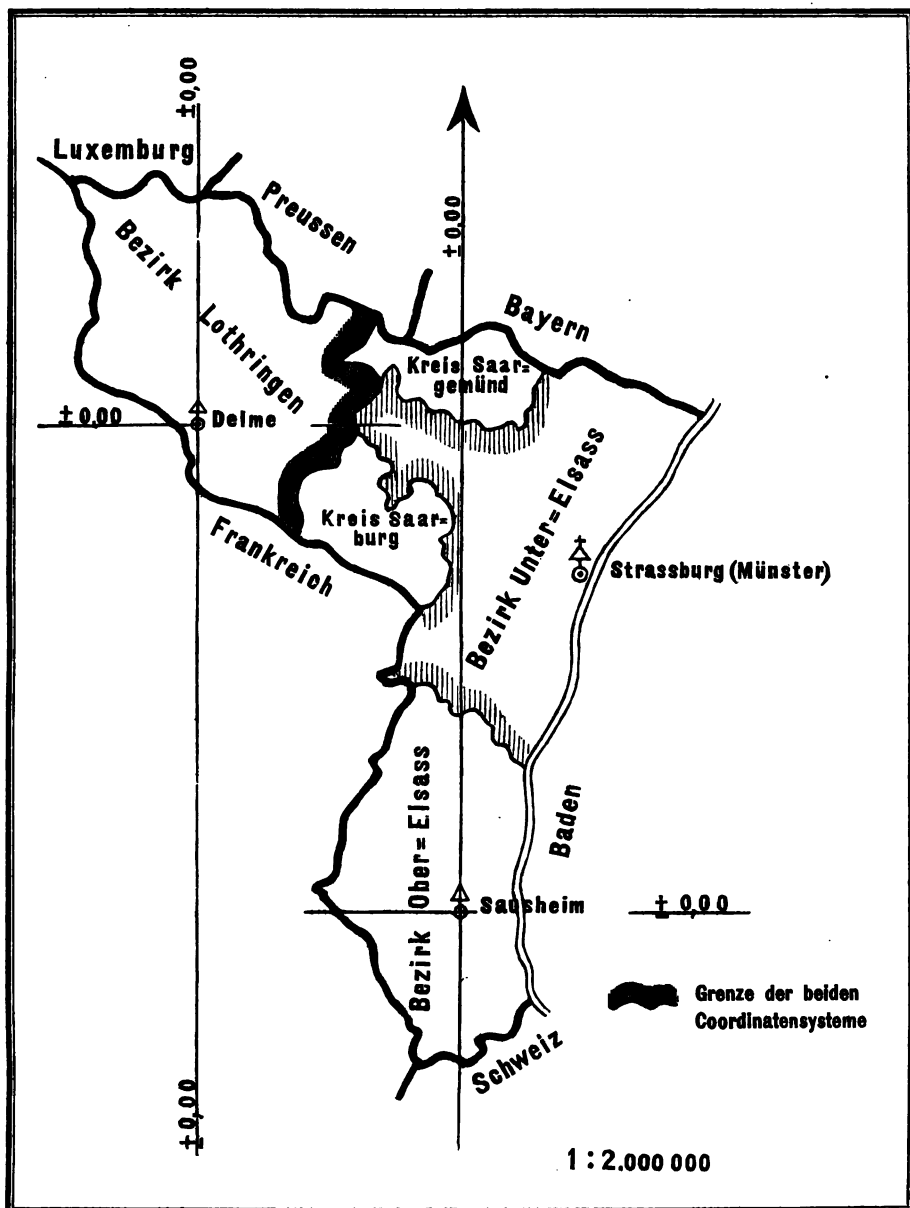 ±0,00
Luxemburg
Preussen
±0,00
Bezirk
Lothringen
Bayern
Kreis Saar=
gemünd
±0,00
Delme
Kreis Saar=
burg
Frankreich
Bezirk Unter=Elsass
Strassburg (Münster)
Bezirk Ober=Elsass
Baden
Sausheim
±0,00
Grenze der beiden
Coordinatensysteme
Schweiz
±0,00
1:2.000 000